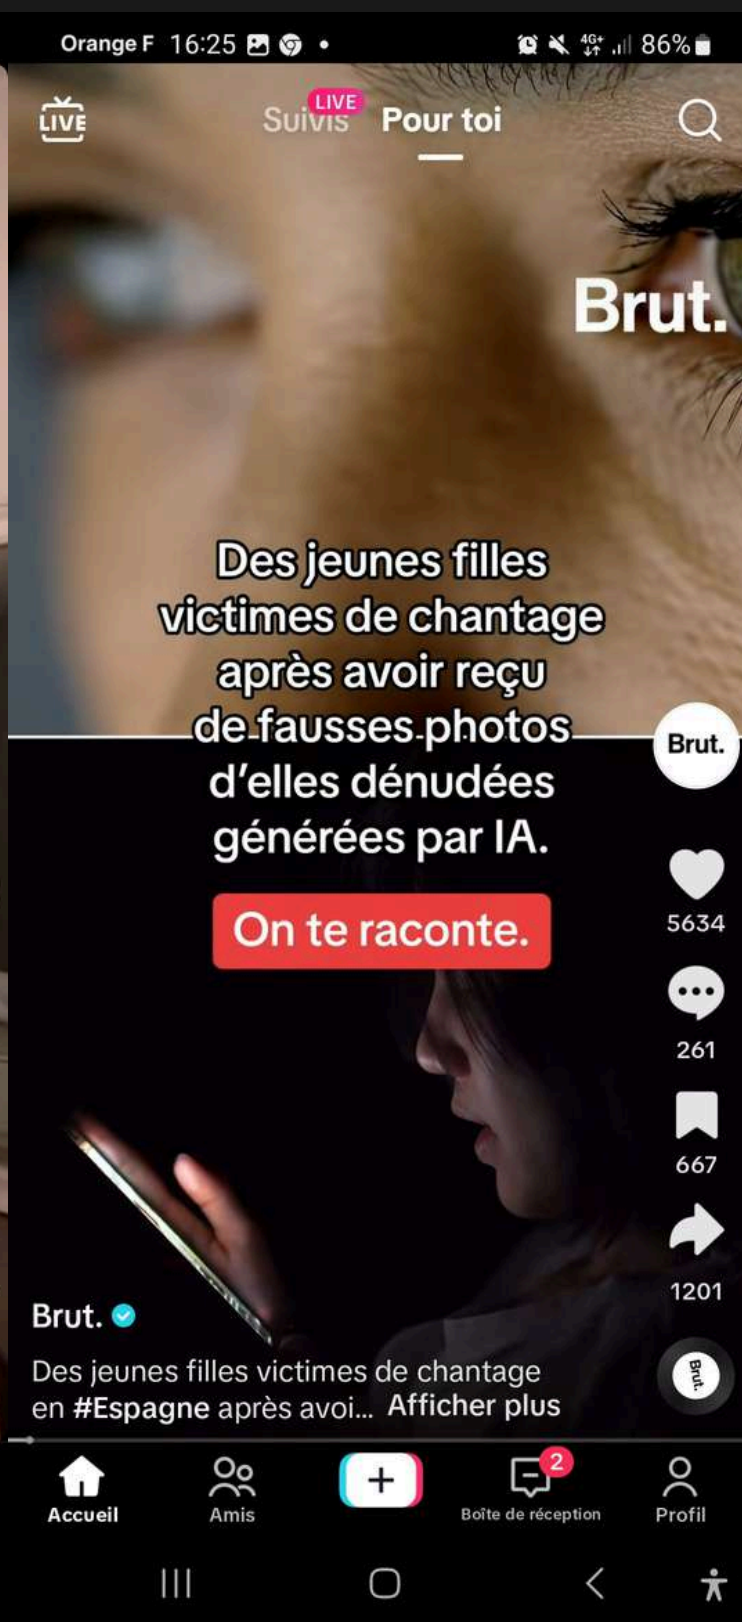 Orange F 16:25
4G+ 86%
LIVE
Suivis LIVE Pour toi
Brut.
Des jeunes filles
victimes de chantage
après avoir reçu
de fausses photos
d'elles dénudées
générées par IA.
On te raconte.
Brut.
5634
261
667
1201
Brut.
Des jeunes filles victimes de chantage
en #Espagne après avoi... Afficher plus
Brut.
Accueil
Amis
2
Boîte de réception
Profil